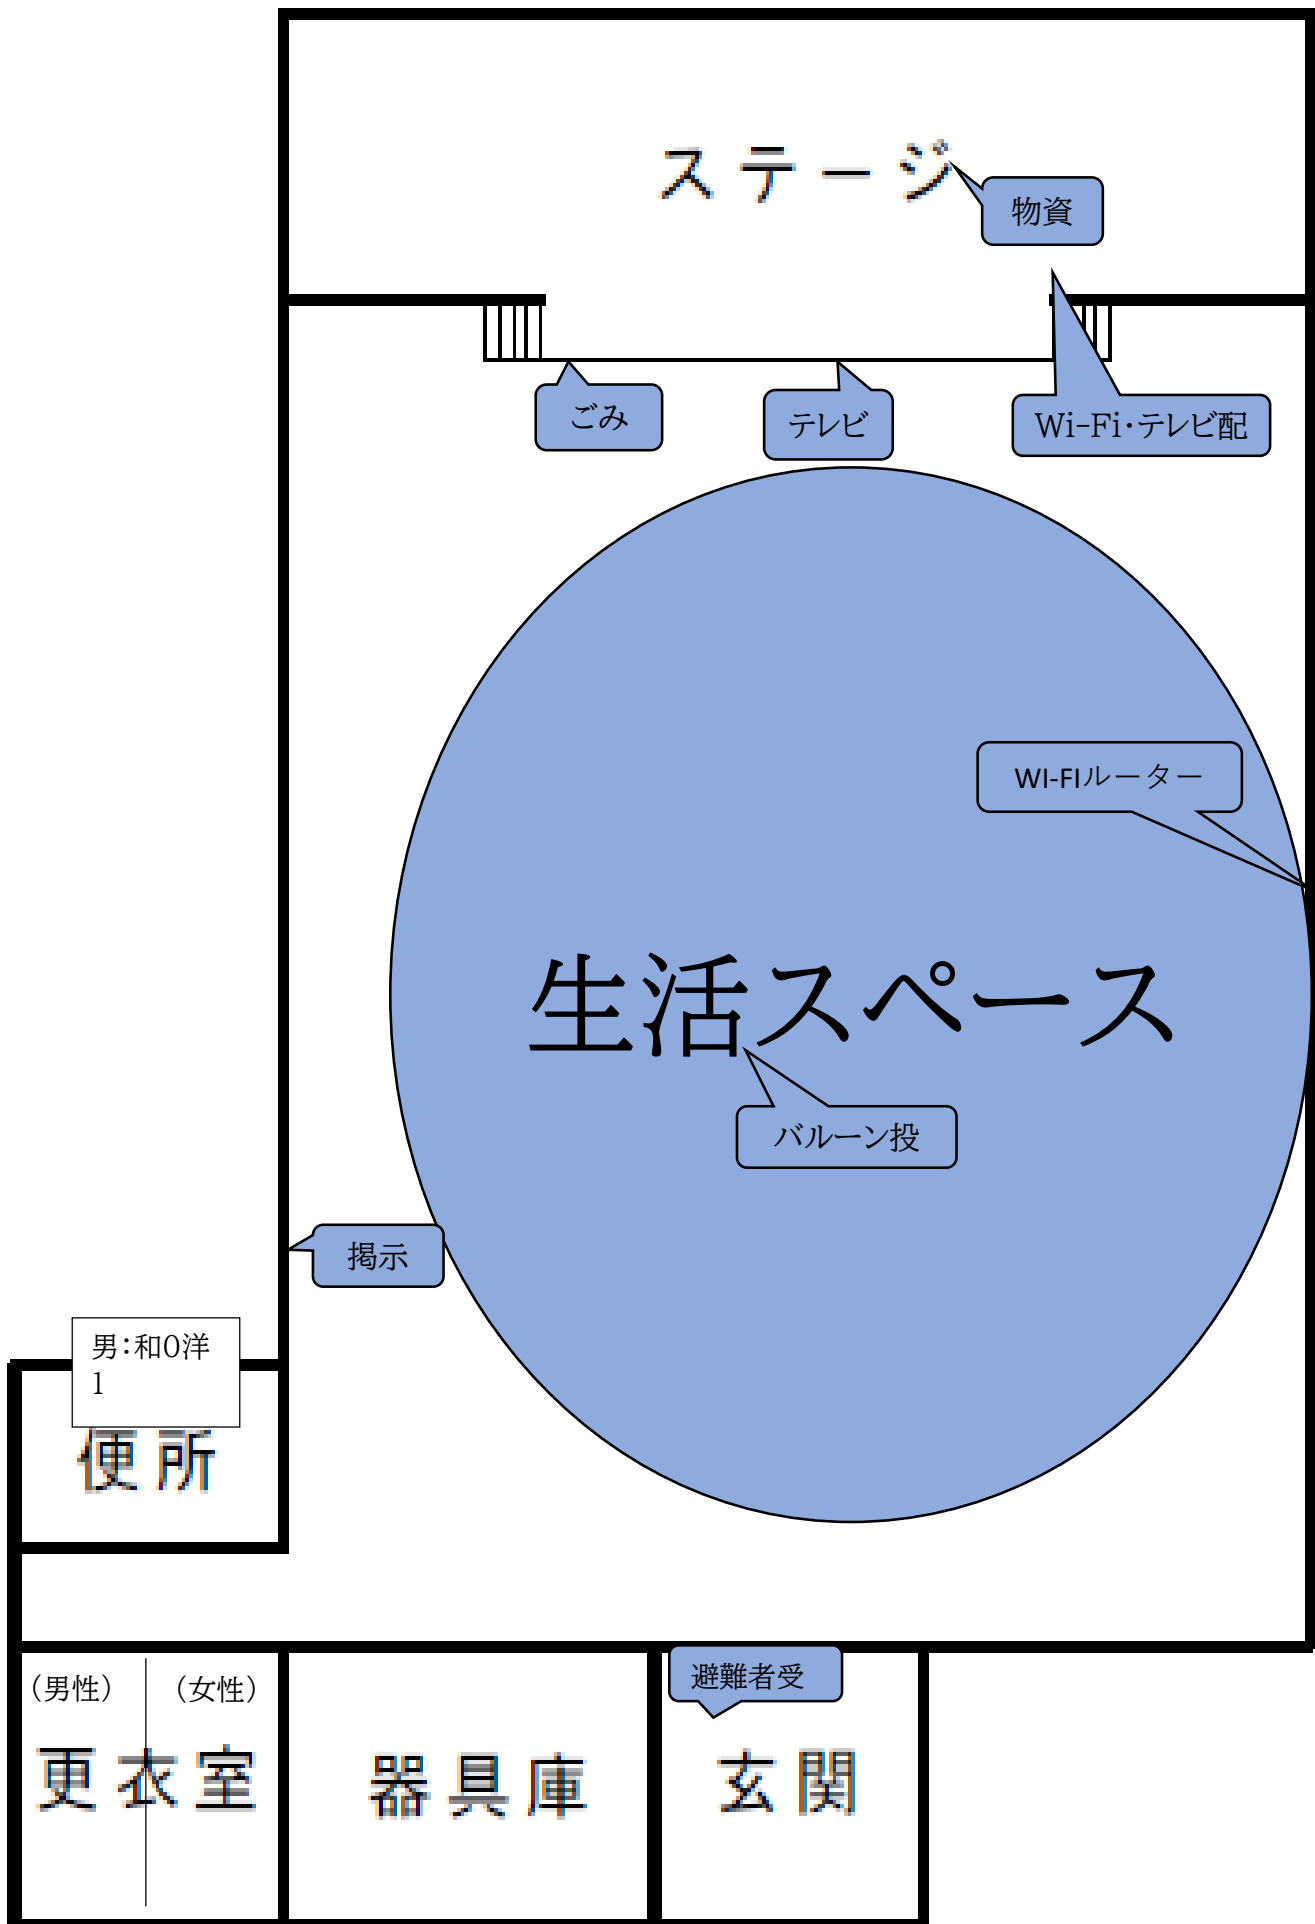 ステージ
物資
ごみ
テレビ
Wi-Fi・テレビ配
WI-FIルーター
生活スペース
バルーン投
掲示
男：和0洋
1
便所
（男性）
（女性）
避難者受
更衣室
器具庫
玄関